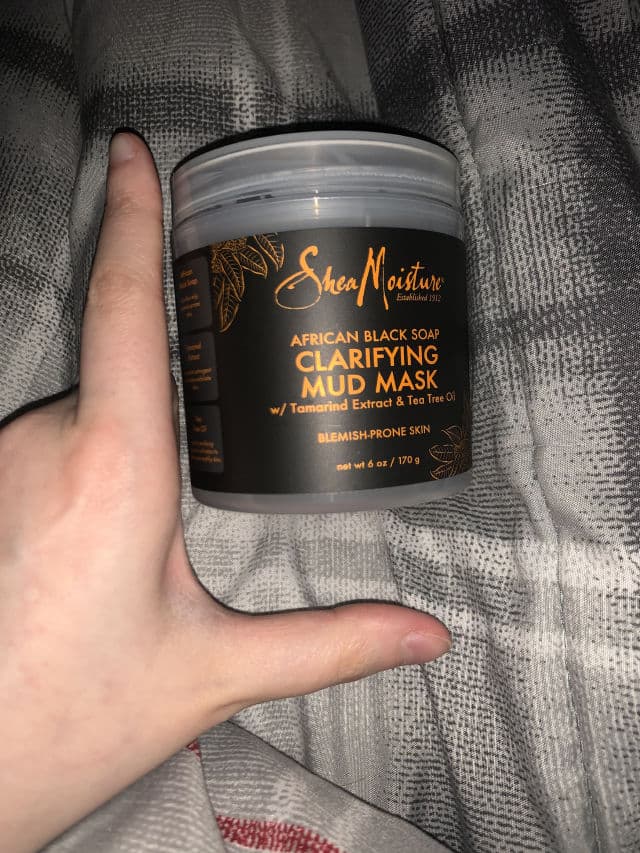 SheaMoisture
Established 1912
AFRICAN BLACK SOAP
CLARIFYING
MUD MASK
w/ Tamarind Extract & Tea Tree Oil
BLEMISH-PRONE SKIN
net wt 6 oz / 170 g